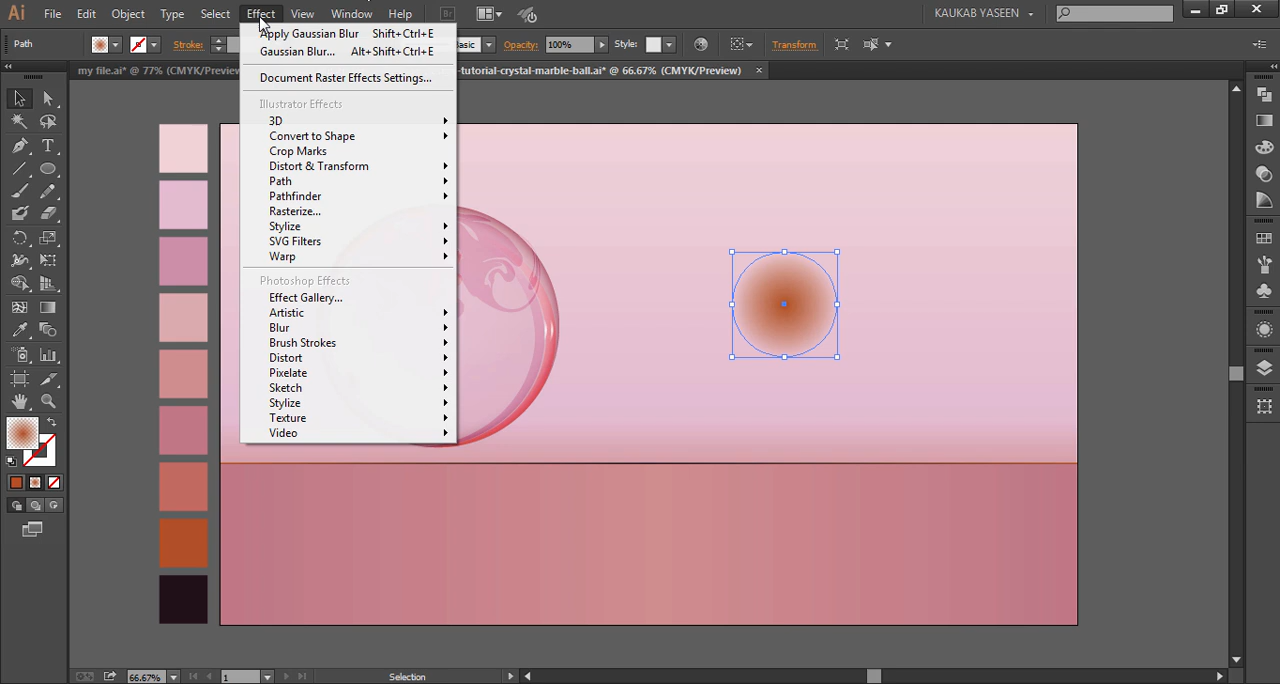 Ai File Edit Object Type Select Effect View Window Help Br KAUKAB YASEEN
Path Stroke: Basic Opacity: 100% Style: Transform
my file.ai* @ 77% (CMYK/Preview -tutorial-crystal-marble-ball.ai* @ 66.67% (CMYK/Preview) ×
Apply Gaussian Blur Shift+Ctrl+E
Gaussian Blur... Alt+Shift+Ctrl+E
Document Raster Effects Settings...
Illustrator Effects
3D
Convert to Shape
Crop Marks
Distort & Transform
Path
Pathfinder
Rasterize...
Stylize
SVG Filters
Warp
Photoshop Effects
Effect Gallery...
Artistic
Blur
Brush Strokes
Distort
Pixelate
Sketch
Stylize
Texture
Video
66.67% 1 Selection